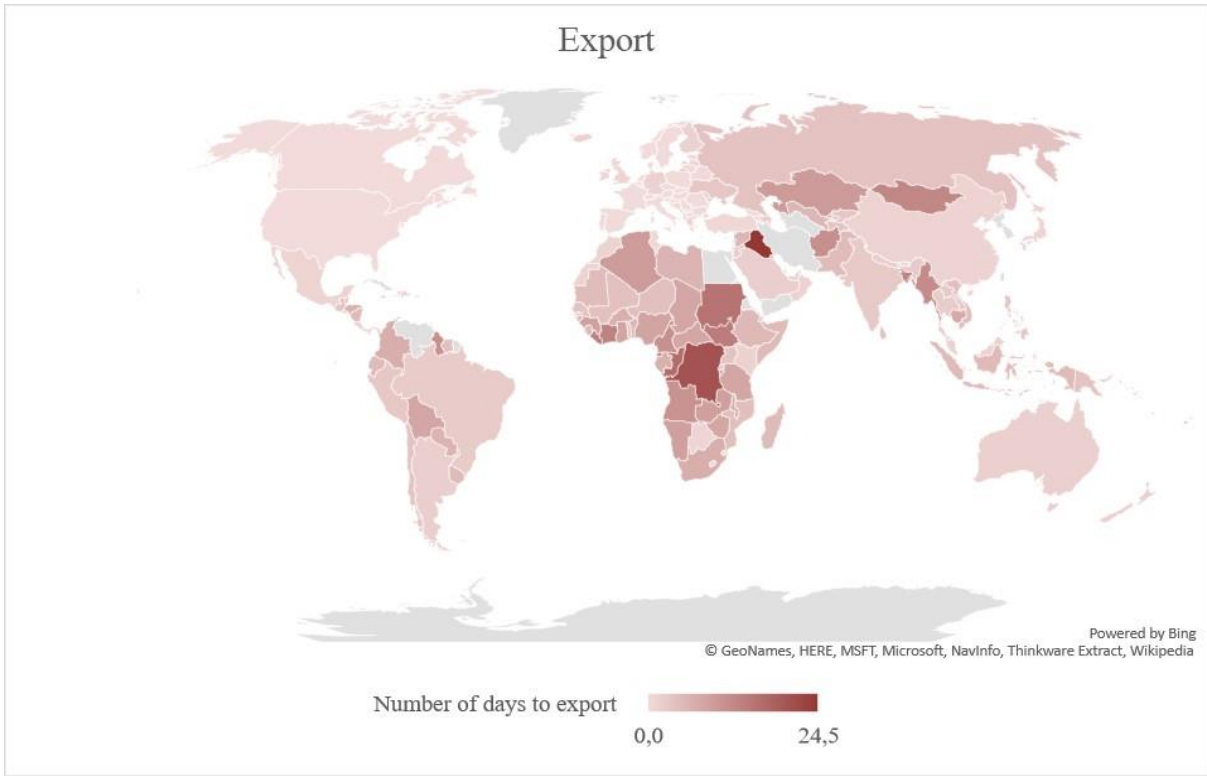 Export
Powered by Bing
© GeoNames, HERE, MSFT, Microsoft, NavInfo, Thinkware Extract, Wikipedia
Number of days to export
0,0 24,5